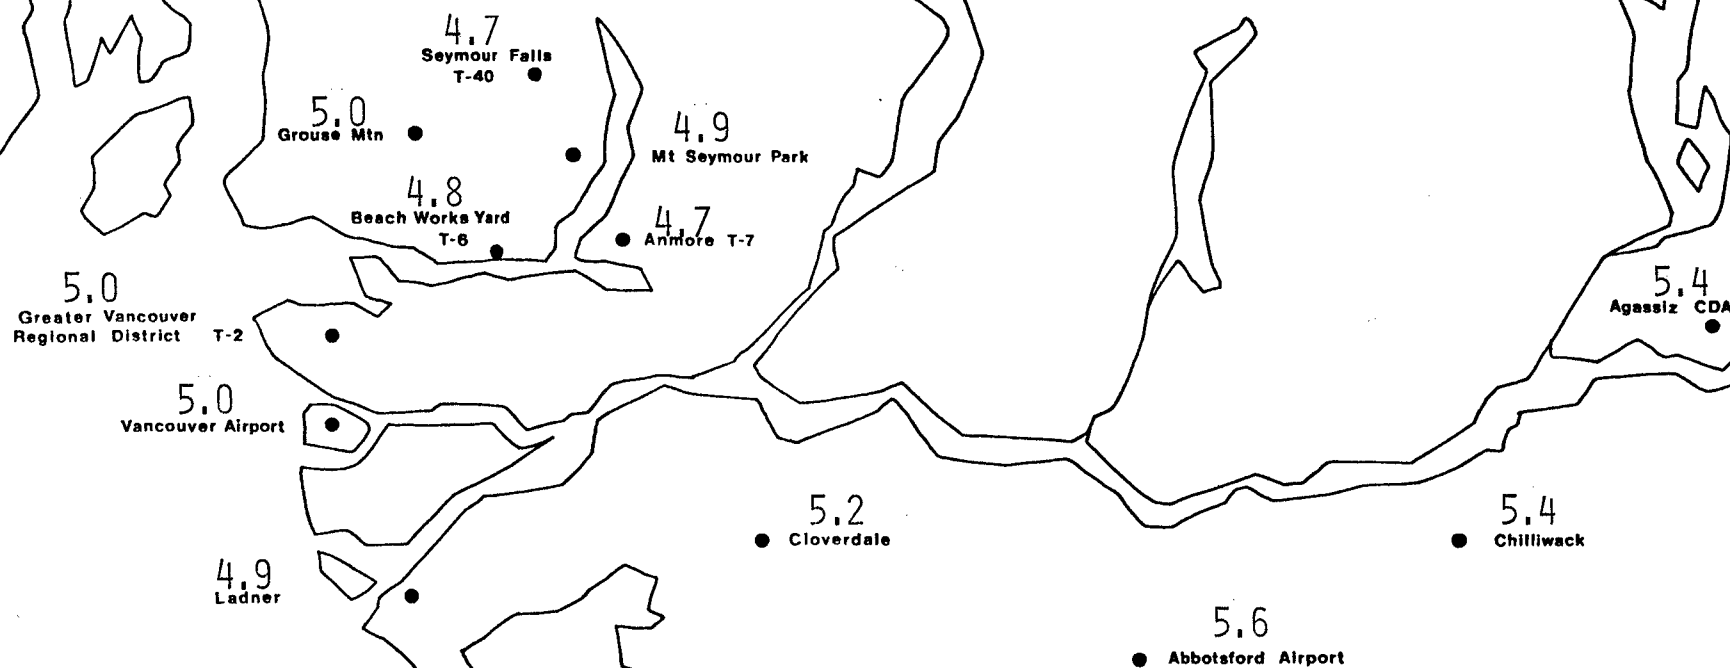 4.7
Seymour Falls
T-40
5.0
Grouse Mtn
4.9
Mt Seymour Park
4.8
Beach Works Yard
T-6
4.7
Anmore T-7
5.0
Greater Vancouver
Regional District T-2
5.4
Agassiz CDA
5.0
Vancouver Airport
5.2
Cloverdale
5.4
Chilliwack
4.9
Ladner
5.6
Abbotsford Airport